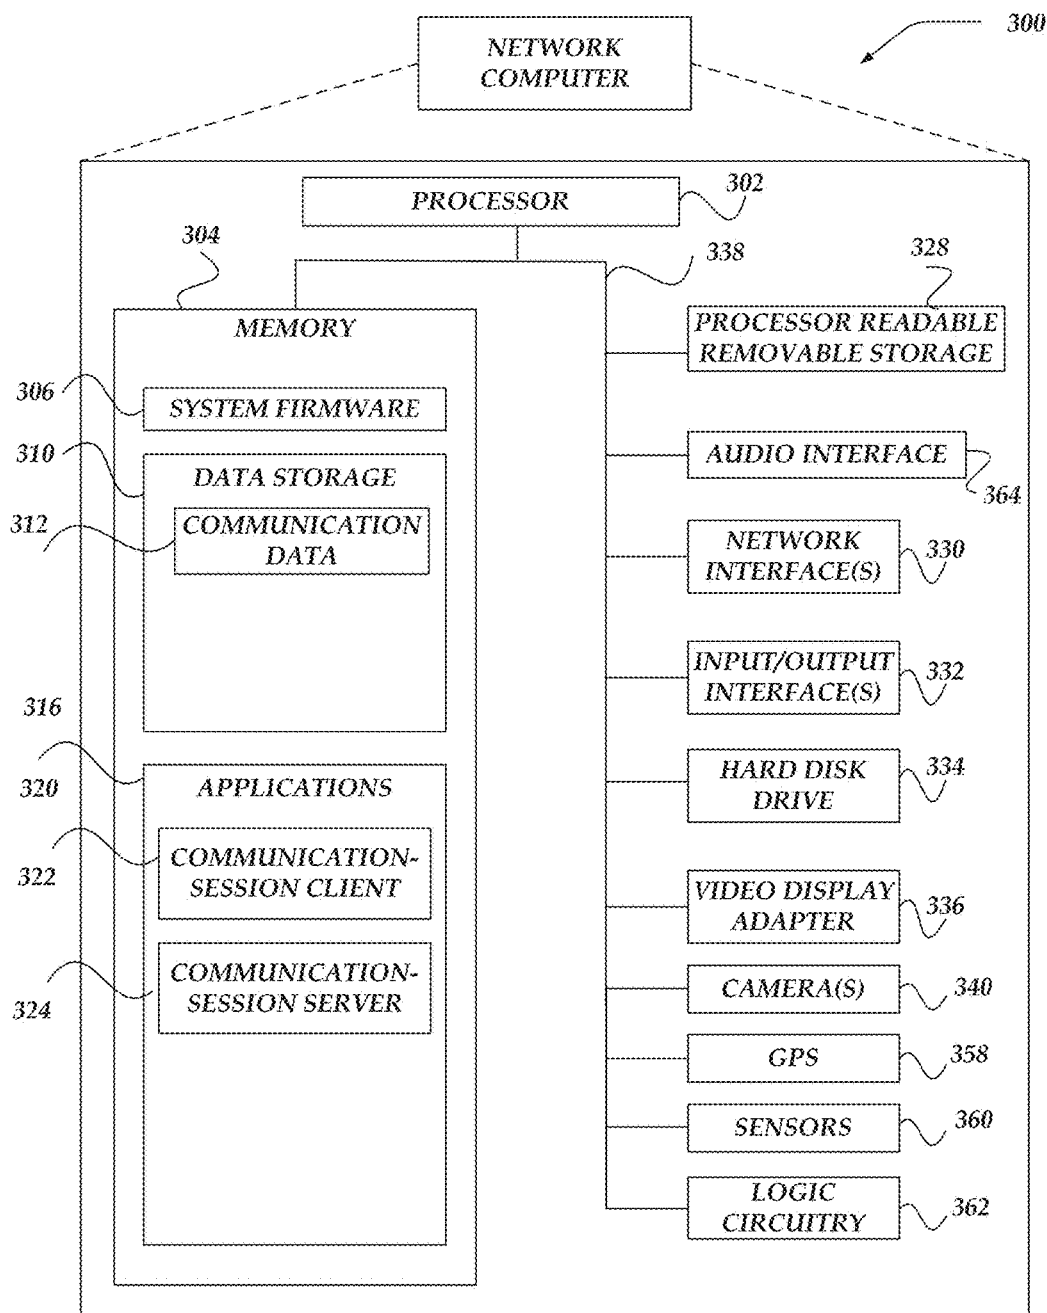 300
NETWORK
COMPUTER
PROCESSOR
302
304
338
328
MEMORY
PROCESSOR READABLE
REMOVABLE STORAGE
306
SYSTEM FIRMWARE
310
DATA STORAGE
312
COMMUNICATION
DATA
AUDIO INTERFACE
364
NETWORK
INTERFACE(S)
330
INPUT/OUTPUT
INTERFACE(S)
332
316
320
APPLICATIONS
322
COMMUNICATION-
SESSION CLIENT
324
COMMUNICATION-
SESSION SERVER
HARD DISK
DRIVE
334
VIDEO DISPLAY
ADAPTER
336
CAMERA(S)
340
GPS
358
SENSORS
360
LOGIC
CIRCUITRY
362